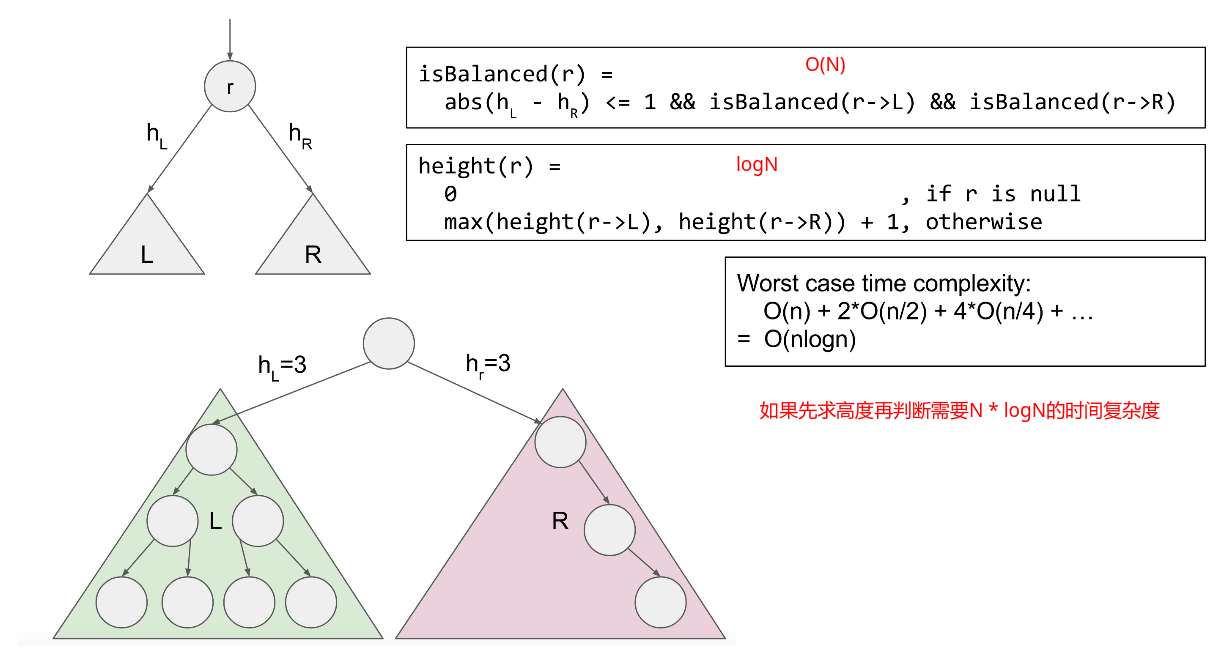 r
h_L
h_R
L
R
isBalanced(r) =
O(N)
abs(h_L - h_R) <= 1 && isBalanced(r->L) && isBalanced(r->R)
height(r) =
logN
0 , if r is null
max(height(r->L), height(r->R)) + 1, otherwise
Worst case time complexity:
O(n) + 2*O(n/2) + 4*O(n/4) + …
= O(nlogn)
如果先求高度再判断需要N * logN的时间复杂度
h_L=3
h_r=3
L
R